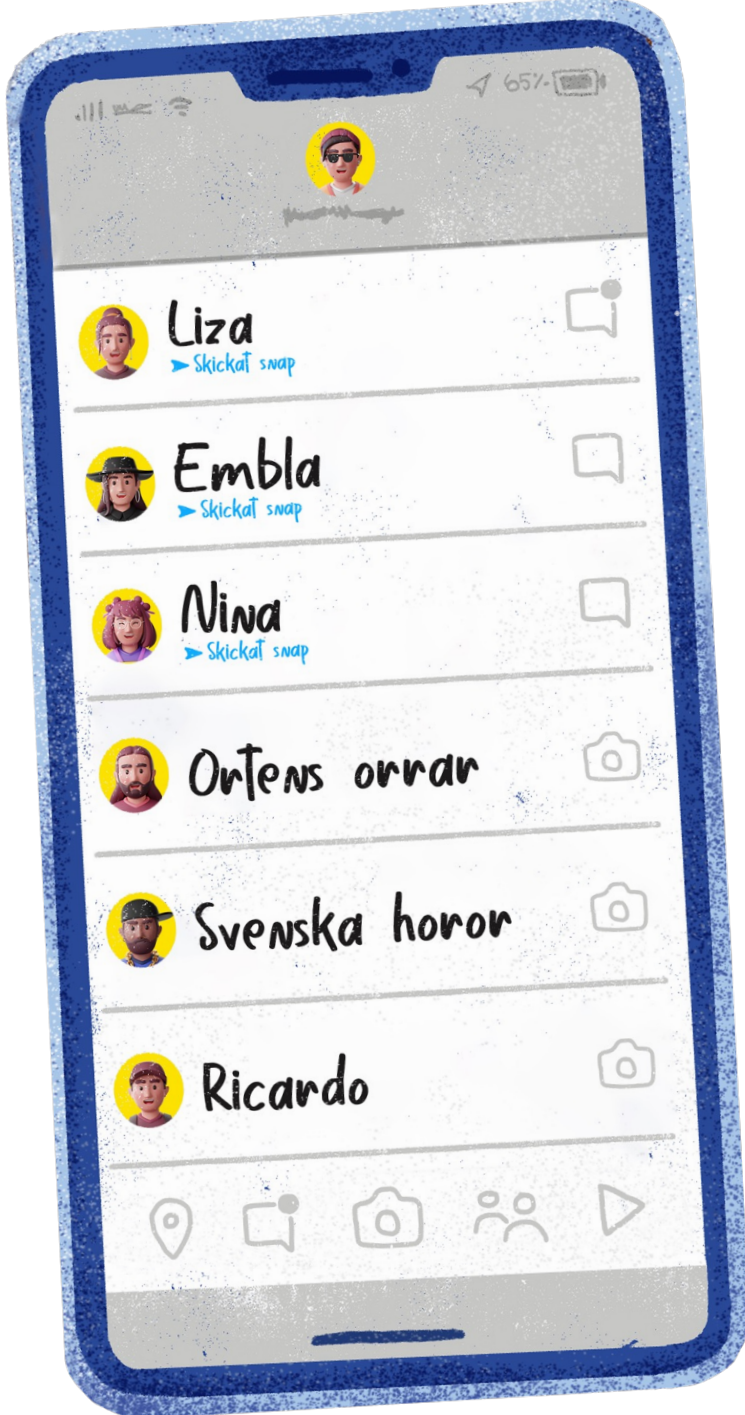 65%
Liza
Skickat snap
Embla
Skickat snap
Nina
Skickat snap
Ortens orrar
Svenska horor
Ricardo